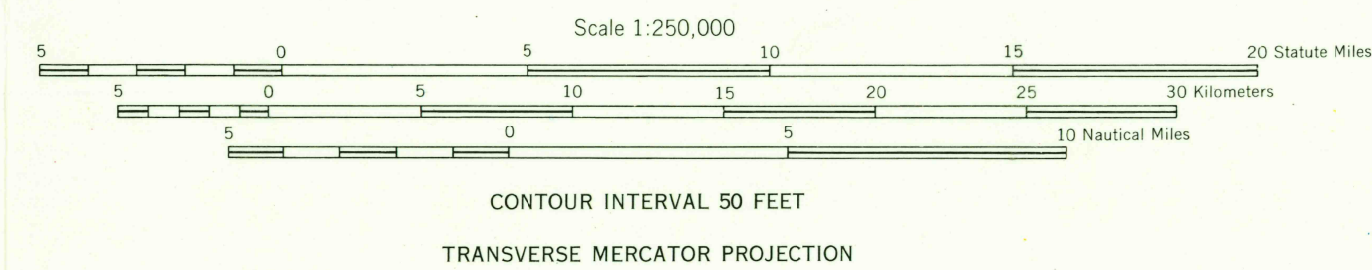 Scale 1:250,000
5 0 5 10 15 20 Statute Miles
5 0 5 10 15 20 25 30 Kilometers
5 0 5 10 Nautical Miles
CONTOUR INTERVAL 50 FEET
TRANSVERSE MERCATOR PROJECTION